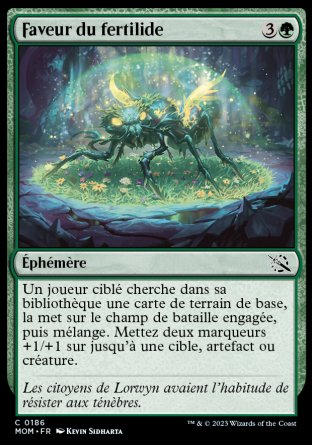 Faveur du fertilide 3
Éphémère
Un joueur ciblé cherche dans sa
bibliothèque une carte de terrain de base,
la met sur le champ de bataille engagée,
puis mélange. Mettez deux marqueurs
+1/+1 sur jusqu'à une cible, artefact ou
créature.
Les citoyens de Lorwyn avaient l'habitude de
résister aux ténèbres.
C 0186
MOM • FR Kevin Sidharta
™ & © 2023 Wizards of the Coast